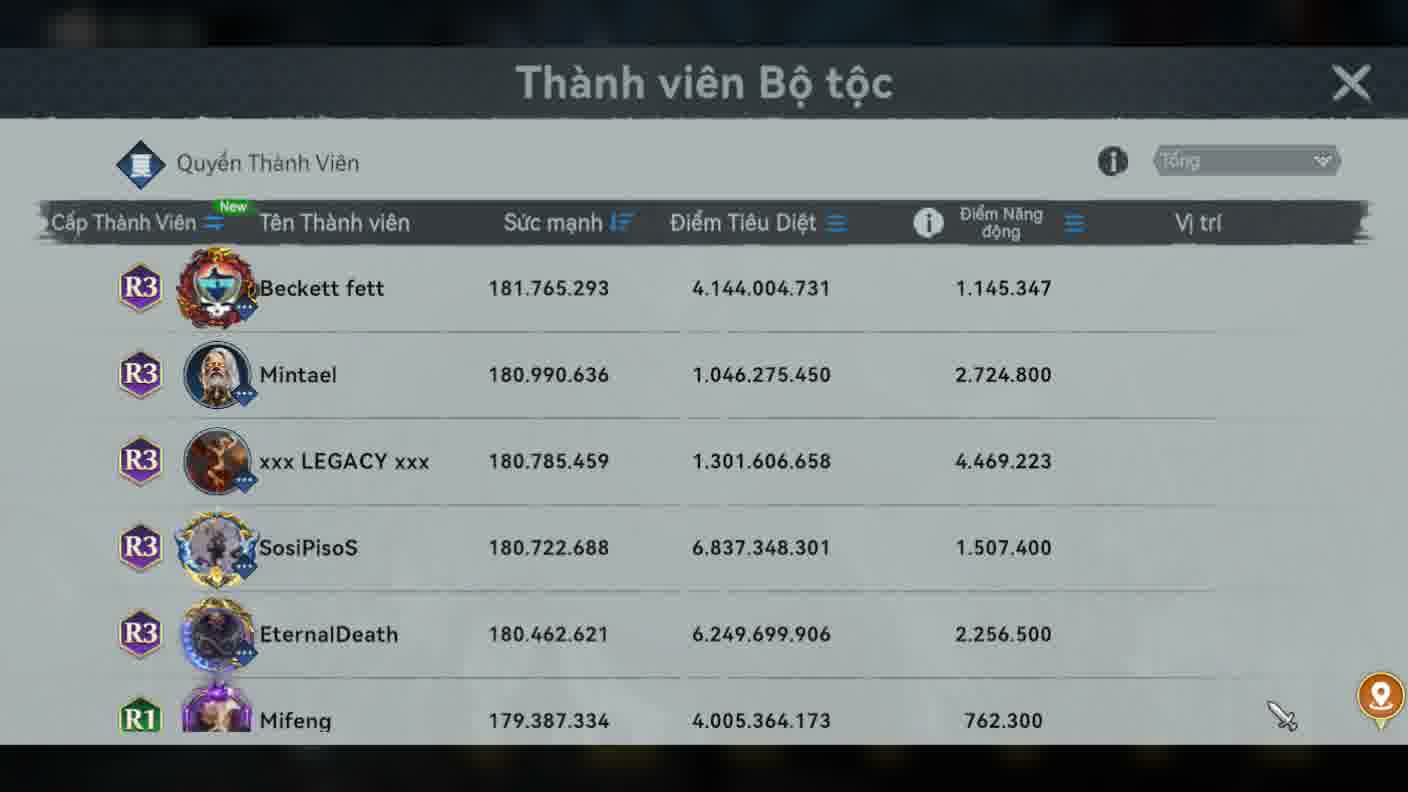 Thành viên Bộ tộc
Quyển Thành Viên
Tổng
Cấp Thành Viên New Tên Thành viên Sức mạnh Điểm Tiêu Diệt Điểm Năng động Vị trí
R3 Beckett fett 181.765.293 4.144.004.731 1.145.347
R3 Mintael 180.990.636 1.046.275.450 2.724.800
R3 xxx LEGACY xxx 180.785.459 1.301.606.658 4.469.223
R3 SosiPisoS 180.722.688 6.837.348.301 1.507.400
R3 EternalDeath 180.462.621 6.249.699.906 2.256.500
R1 Mifeng 179.387.334 4.005.364.173 762.300